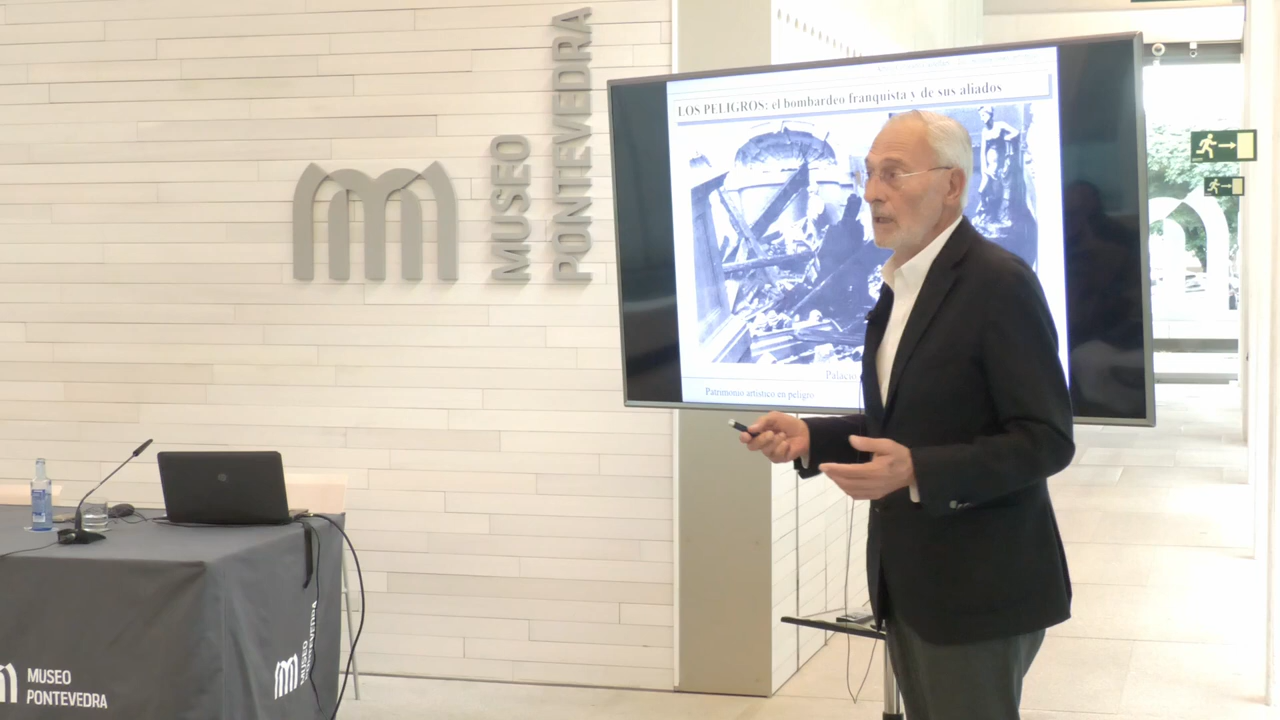 MUSEO
PONTEVEDRA
LOS PELIGROS: el bombardeo franquista y de sus aliados
Palacio
Patrimonio artístico en peligro
MUSEO
PONTEVEDRA
MUSEO
PONTEVEDRA